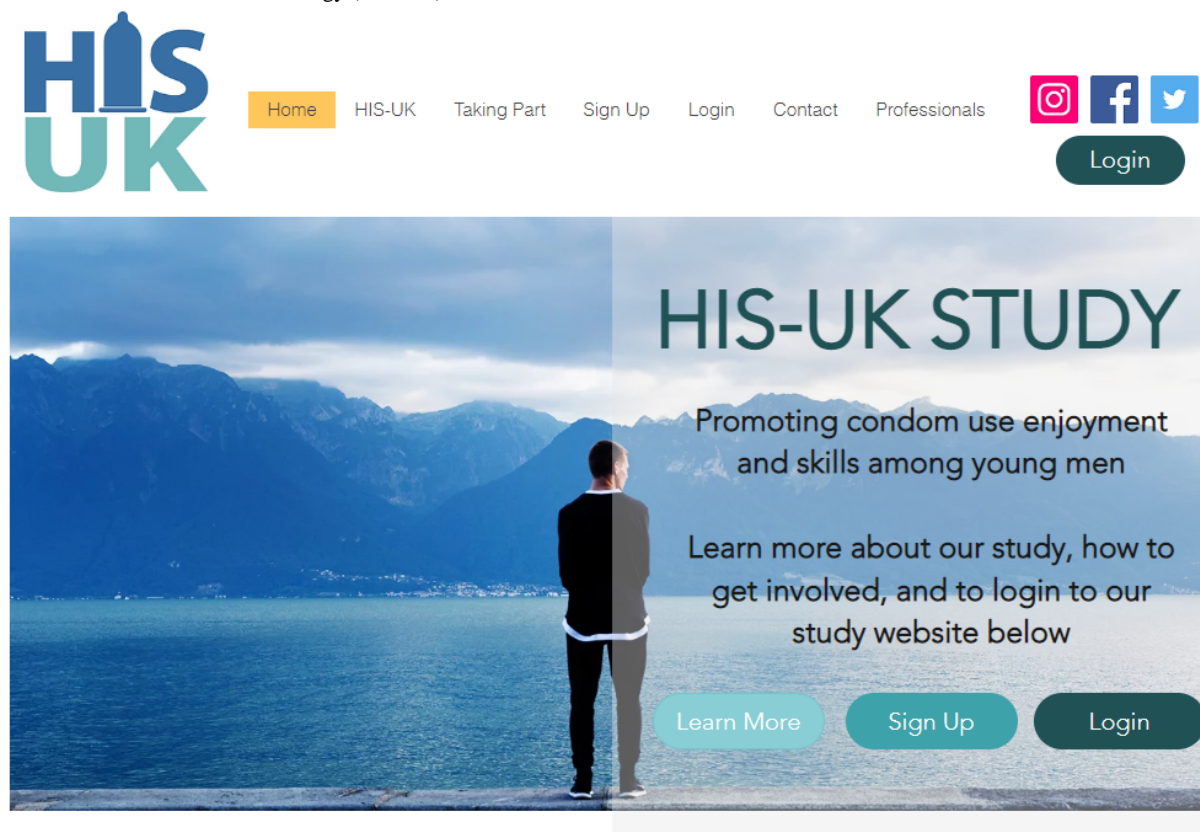 HIS
UK
Home HIS-UK Taking Part Sign Up Login Contact Professionals
Login
HIS-UK STUDY
Promoting condom use enjoyment
and skills among young men
Learn more about our study, how to
get involved, and to login to our
study website below
Learn More Sign Up Login